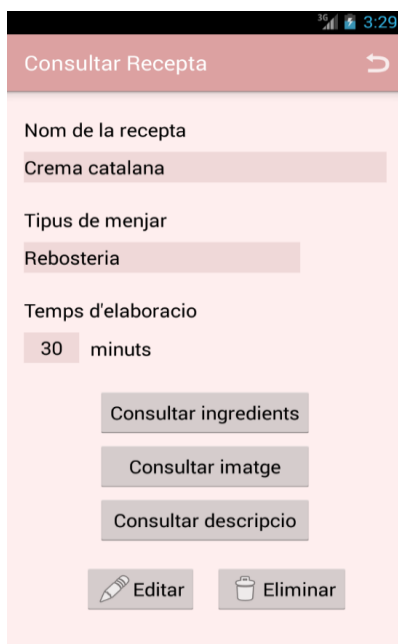 3G 3:29
Consultar Recepta
Nom de la recepta
Crema catalana
Tipus de menjar
Rebosteria
Temps d'elaboracio
30 minuts
Consultar ingredients
Consultar imatge
Consultar descripcio
Editar Eliminar